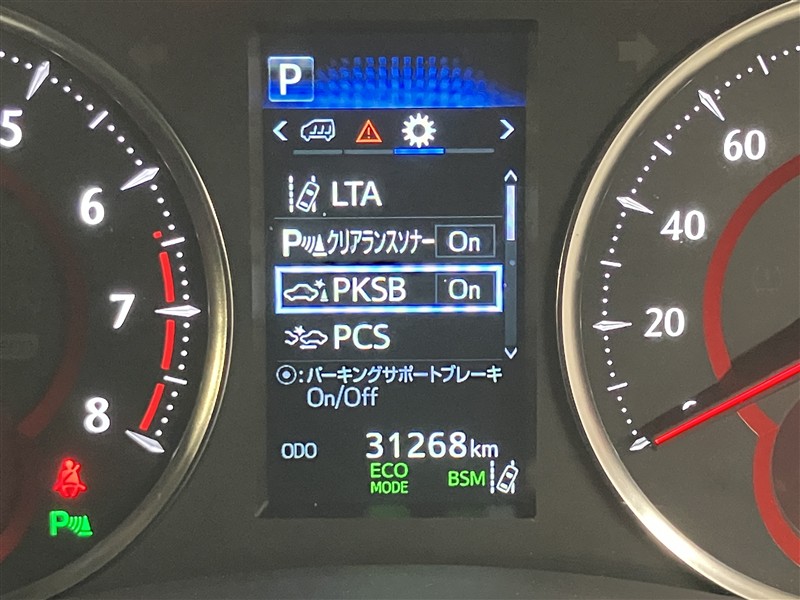 P
LTA
P クリアランスソナー On
PKSB On
PCS
◉:パーキングサポートブレーキ
On/Off
ODO 31268km
ECO
MODE
BSM
5
6
7
8
P
60
40
20